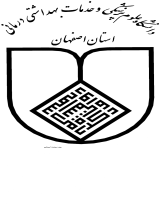 دانشگاه علوم پزشکی و خدمات بهداشتی درمانی
استان اصفهان